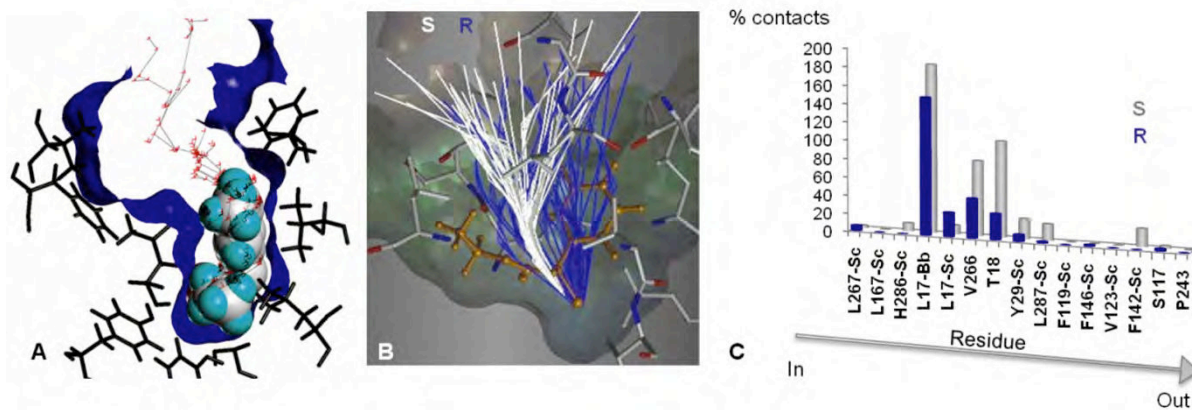 A
S R
B
% contacts
200
180
160
140
120
100
80
60
40
20
0
S
R
L267-Sc
L167-Sc
H286-Sc
L17-Bb
L17-Sc
V266
T18
Y29-Sc
L287-Sc
F119-Sc
F146-Sc
V123-Sc
F142-Sc
S117
P243
C
Residue
In
Out